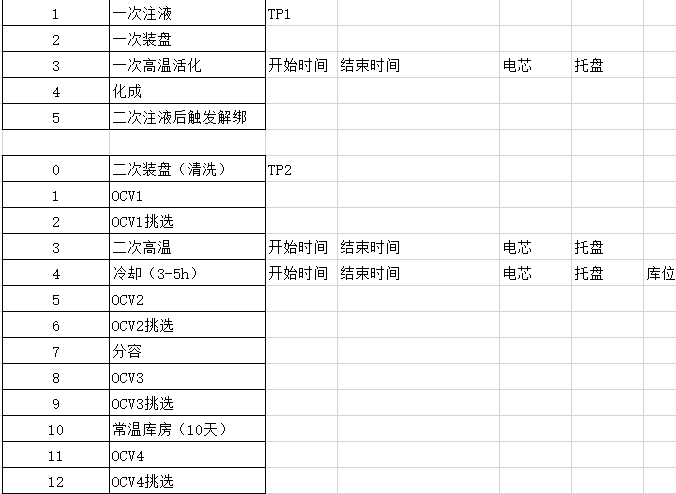 1 一次注液 TP1
2 一次装盘
3 一次高温活化 开始时间 结束时间 电芯 托盘
4 化成
5 二次注液后触发解绑
0 二次装盘（清洗） TP2
1 OCV1
2 OCV1挑选
3 二次高温 开始时间 结束时间 电芯 托盘
4 冷却（3-5h） 开始时间 结束时间 电芯 托盘 库位
5 OCV2
6 OCV2挑选
7 分容
8 OCV3
9 OCV3挑选
10 常温库房（10天）
11 OCV4
12 OCV4挑选